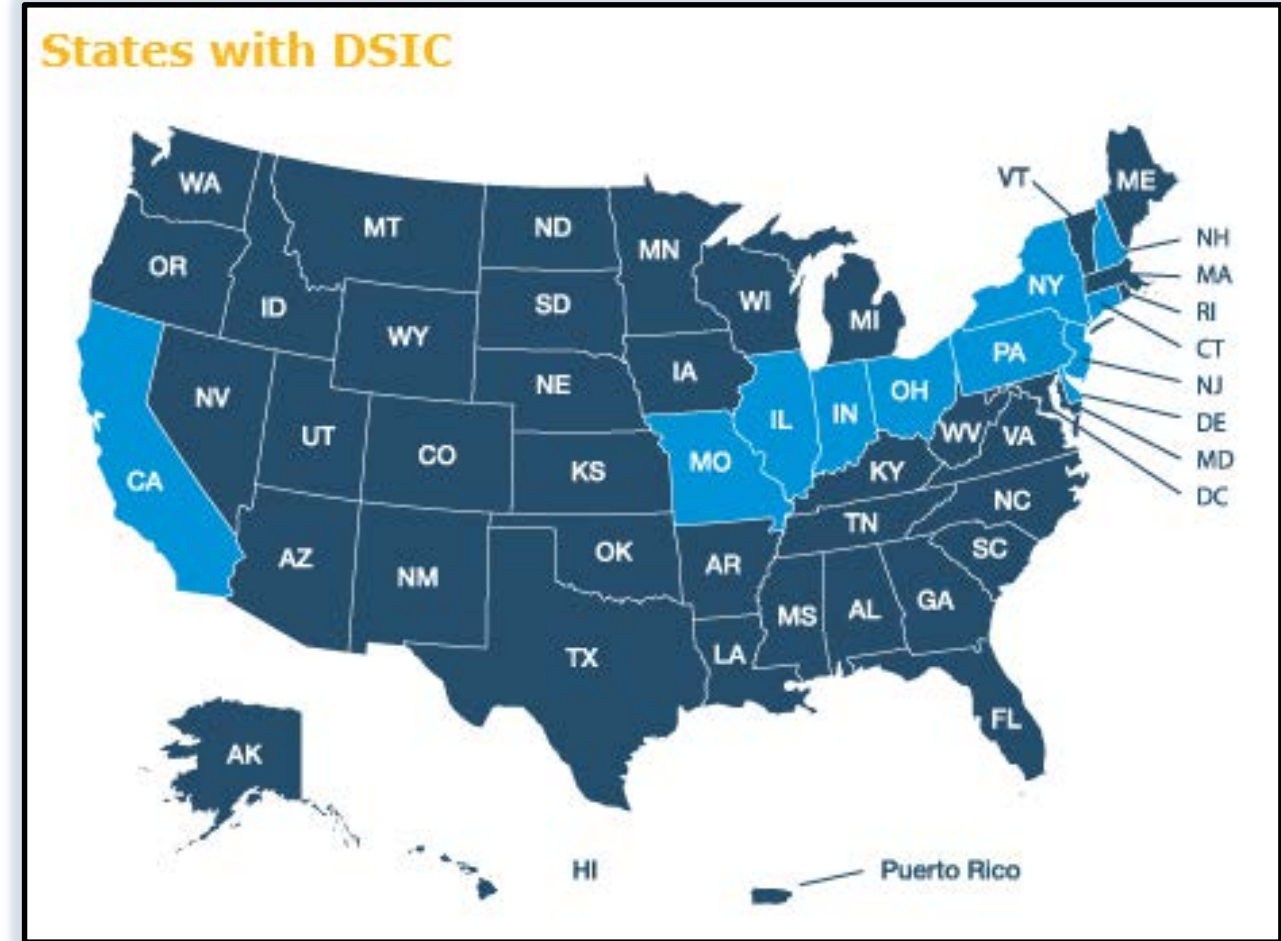 States with DSIC
WA
MT
ND
MN
VT
ME
OR
ID
SD
WI
MI
NY
NH
MA
RI
CT
NJ
DE
MD
DC
WY
NE
IA
PA
NV
UT
CO
KS
MO
IL
IN
OH
WV
VA
KY
CA
AZ
NM
OK
AR
TN
NC
SC
MS
AL
GA
TX
LA
FL
AK
HI
Puerto Rico